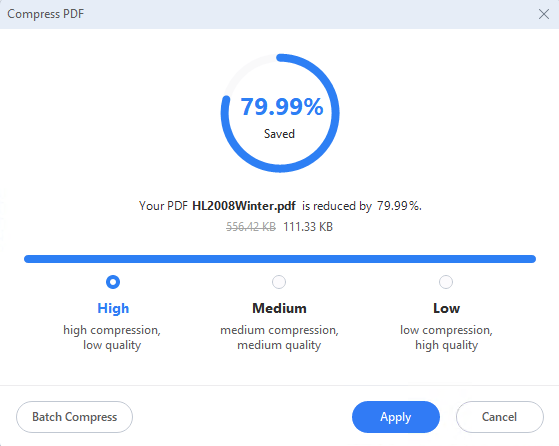 Compress PDF
79.99%
Saved
Your PDF HL2008Winter.pdf is reduced by 79.99%.
556.42 KB 111.33 KB
High Medium Low
high compression, medium compression, low compression,
low quality medium quality high quality
Batch Compress Apply Cancel